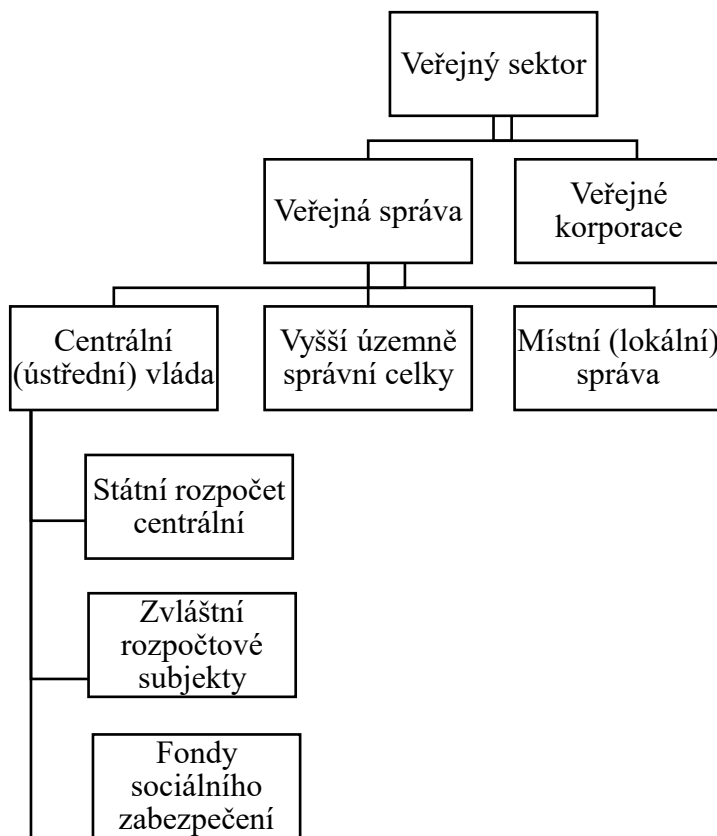 Veřejný sektor
Veřejná správa
Veřejné
korporace
Centrální
(ústřední) vláda
Vyšší územně
správní celky
Místní (lokální)
správa
Státní rozpočet
centrální
Zvláštní
rozpočtové
subjekty
Fondy
sociálního
zabezpečení